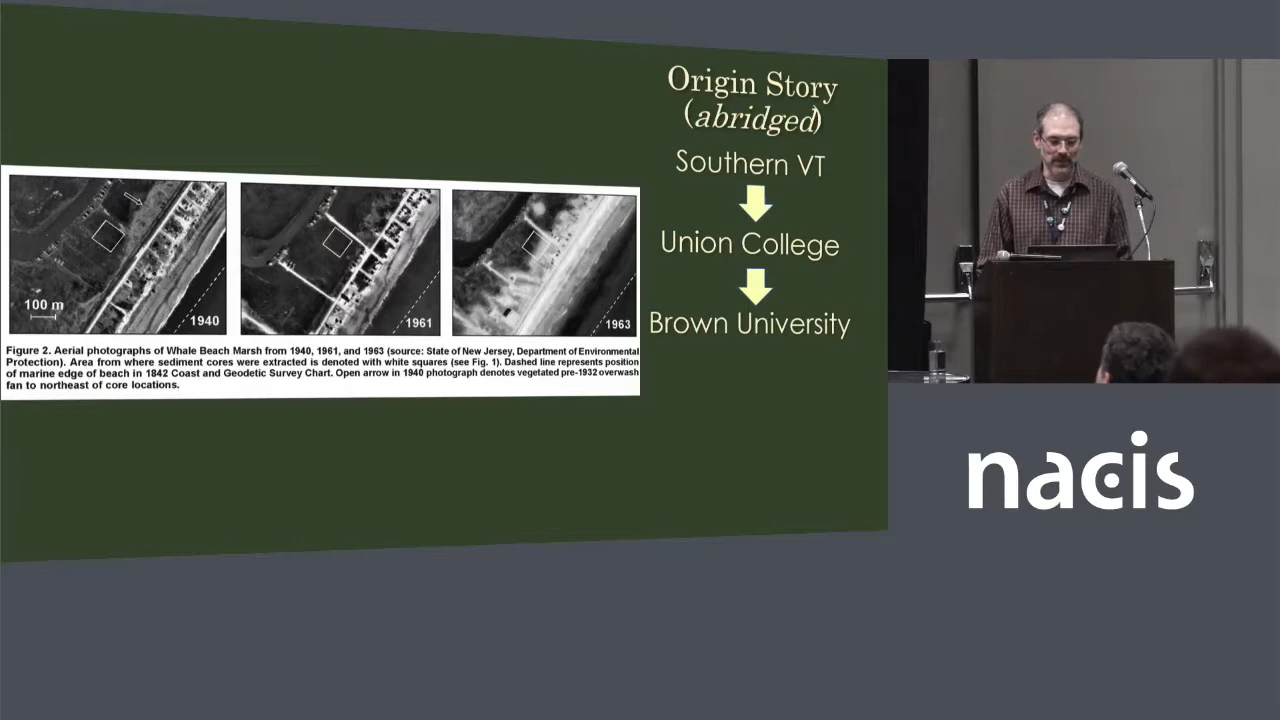 Origin Story
(abridged)
Southern VT
Union College
Brown University
100 m
1940
1961
1963
Figure 2. Aerial photographs of Whale Beach Marsh from 1940, 1961, and 1963 (source: State of New Jersey, Department of Environmental
Protection). Area from where sediment cores were extracted is denoted with white squares (see Fig. 1). Dashed line represents position
of marine edge of beach in 1842 Coast and Geodetic Survey Chart. Open arrow in 1940 photograph denotes vegetated pre-1932 overwash
fan to northeast of core locations.
nacis